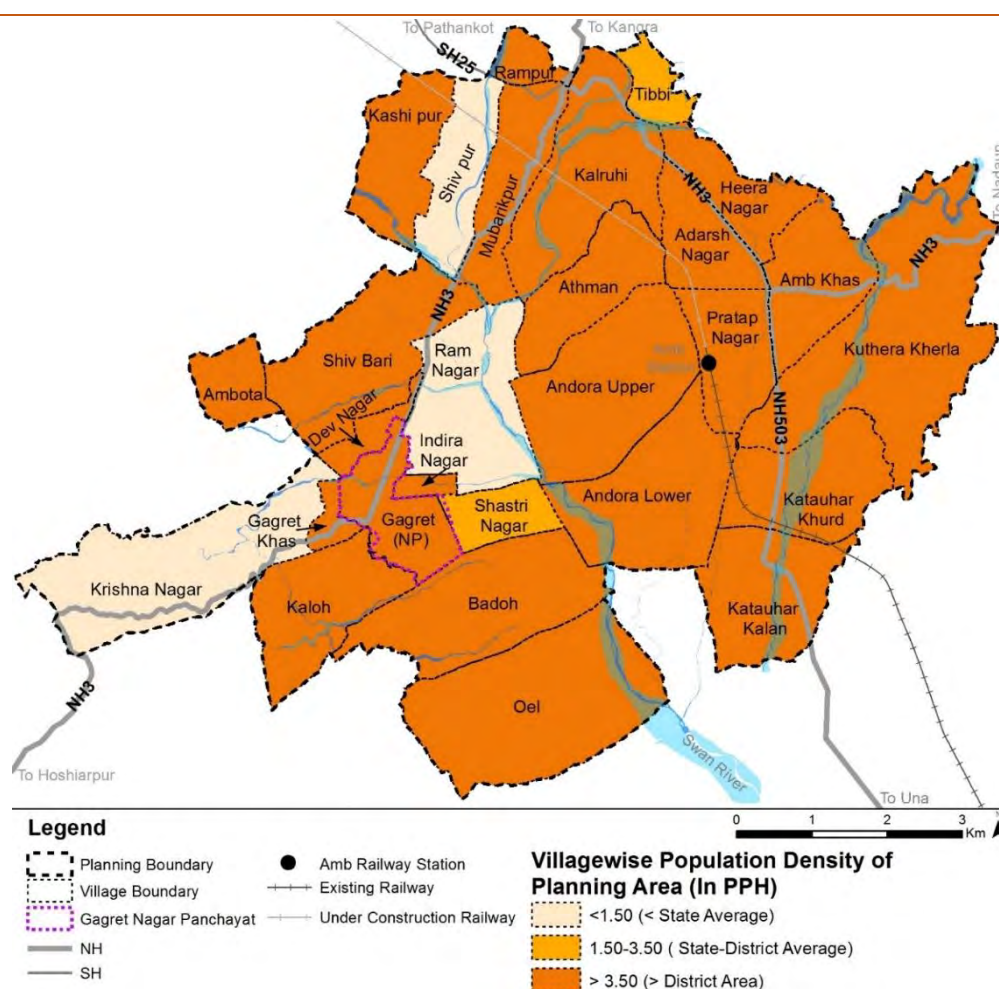 To Pathankot
To Kangra
SH25
Rampur
Tibbi
Kashi pur
Shiv pur
Mubarikpur
Kalruhi
NH3
Heera
Nagar
To Nadaun
Adarsh
Nagar
NH3
Amb Khas
Athman
NH3
Pratap
Nagar
Ram
Nagar
Shiv Bari
Kuthera Kherla
Ambota
Andora Upper
Dev Nagar
NH503
Indira
Nagar
Andora Lower
Shastri
Nagar
Katauhar
Khurd
Gagret
Khas
Gagret
(NP)
Krishna Nagar
Kaloh
Badoh
Katauhar
Kalan
NH3
Oel
Swan River
To Hoshiarpur
To Una
0 1 2 3
Km
Legend
Planning Boundary
Village Boundary
Gagret Nagar Panchayat
NH
SH
Amb Railway Station
Existing Railway
Under Construction Railway
Villagewise Population Density of
Planning Area (In PPH)
<1.50 (< State Average)
1.50-3.50 ( State-District Average)
> 3.50 (> District Area)